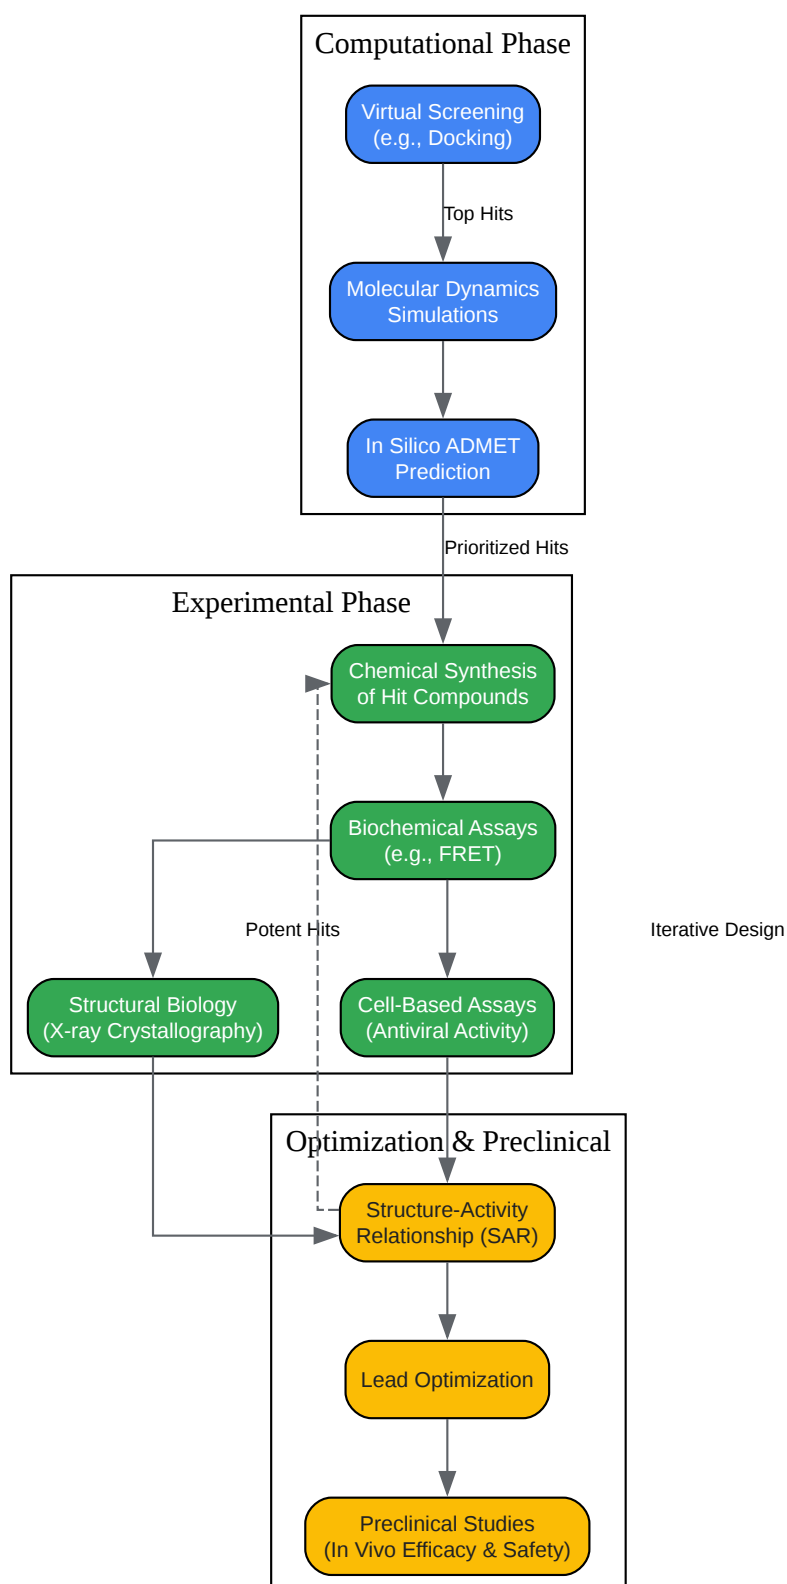 Computational Phase
Virtual Screening
(e.g., Docking)
Top Hits
Molecular Dynamics
Simulations
In Silico ADMET
Prediction
Prioritized Hits
Experimental Phase
Chemical Synthesis
of Hit Compounds
Biochemical Assays
(e.g., FRET)
Potent Hits
Iterative Design
Structural Biology
(X-ray Crystallography)
Cell-Based Assays
(Antiviral Activity)
Optimization & Preclinical
Structure-Activity
Relationship (SAR)
Lead Optimization
Preclinical Studies
(In Vivo Efficacy & Safety)